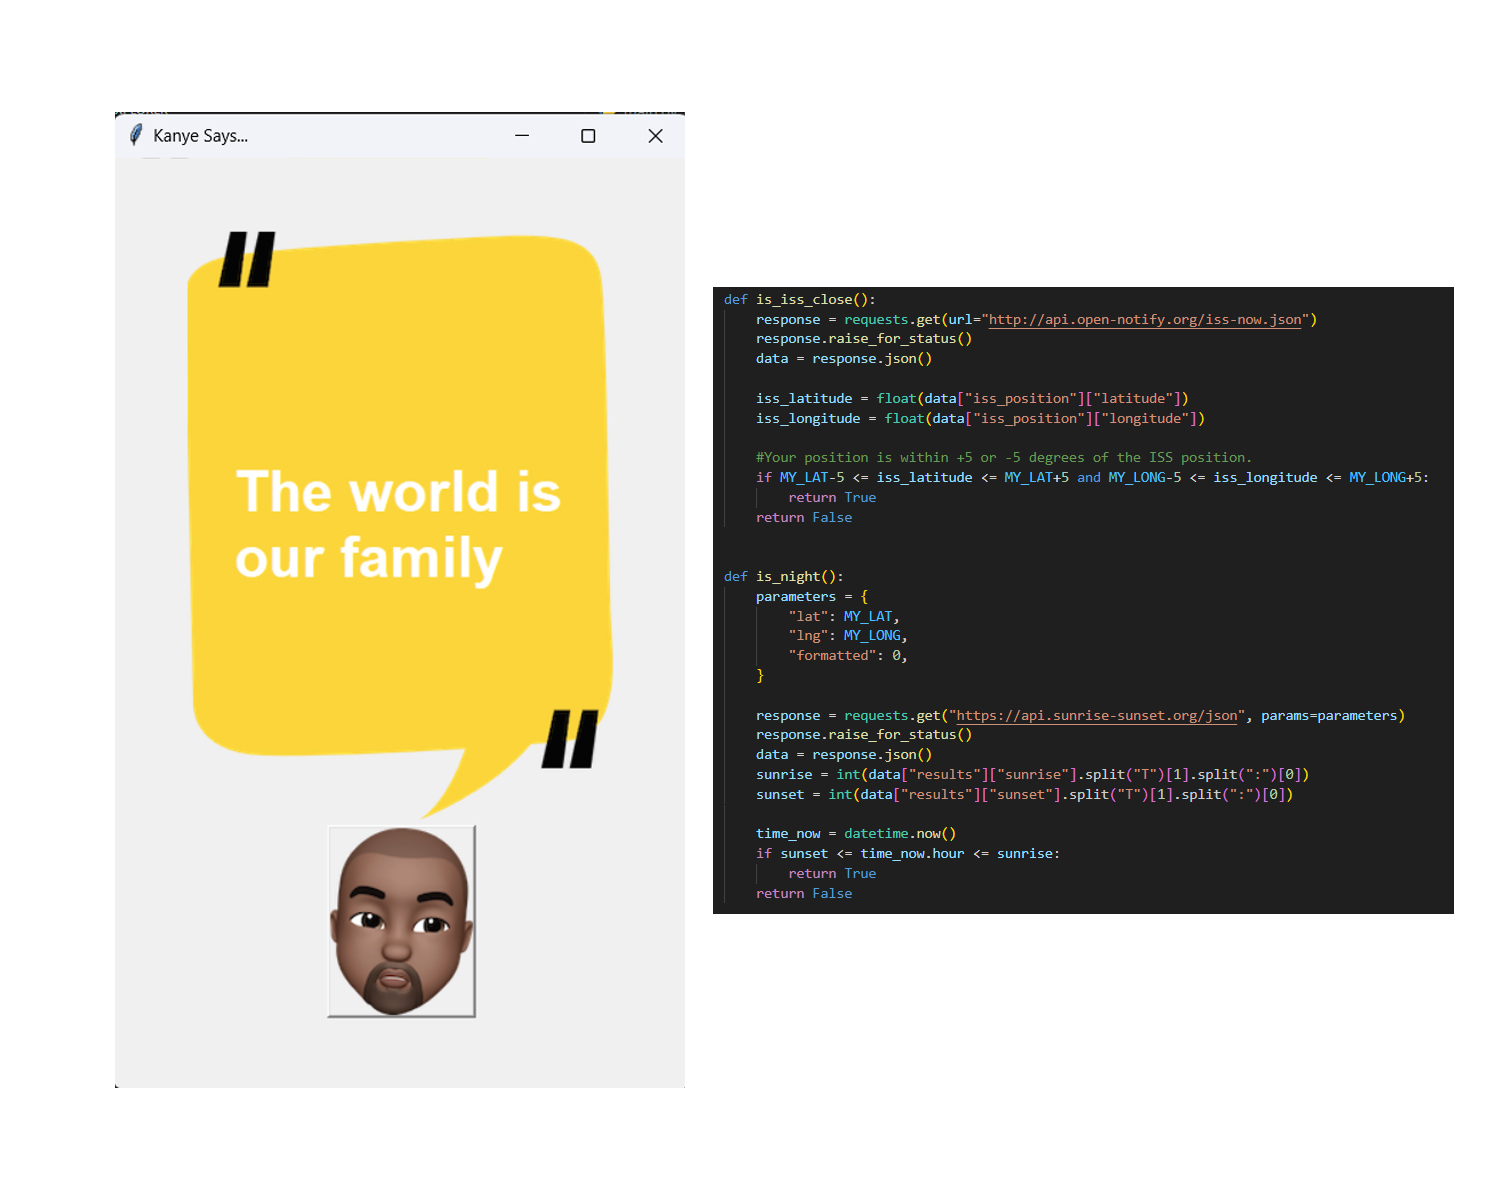 Kanye Says...
"
The world is
our family
"
def is_iss_close():
    response = requests.get(url="http://api.open-notify.org/iss-now.json")
    response.raise_for_status()
    data = response.json()

    iss_latitude = float(data["iss_position"]["latitude"])
    iss_longitude = float(data["iss_position"]["longitude"])

    #Your position is within +5 or -5 degrees of the ISS position.
    if MY_LAT-5 <= iss_latitude <= MY_LAT+5 and MY_LONG-5 <= iss_longitude <= MY_LONG+5:
        return True
    return False

def is_night():
    parameters = {
        "lat": MY_LAT,
        "lng": MY_LONG,
        "formatted": 0,
    }

    response = requests.get("https://api.sunrise-sunset.org/json", params=parameters)
    response.raise_for_status()
    data = response.json()
    sunrise = int(data["results"]["sunrise"].split("T")[1].split(":")[0])
    sunset = int(data["results"]["sunset"].split("T")[1].split(":")[0])

    time_now = datetime.now()
    if sunset <= time_now.hour <= sunrise:
        return True
    return False